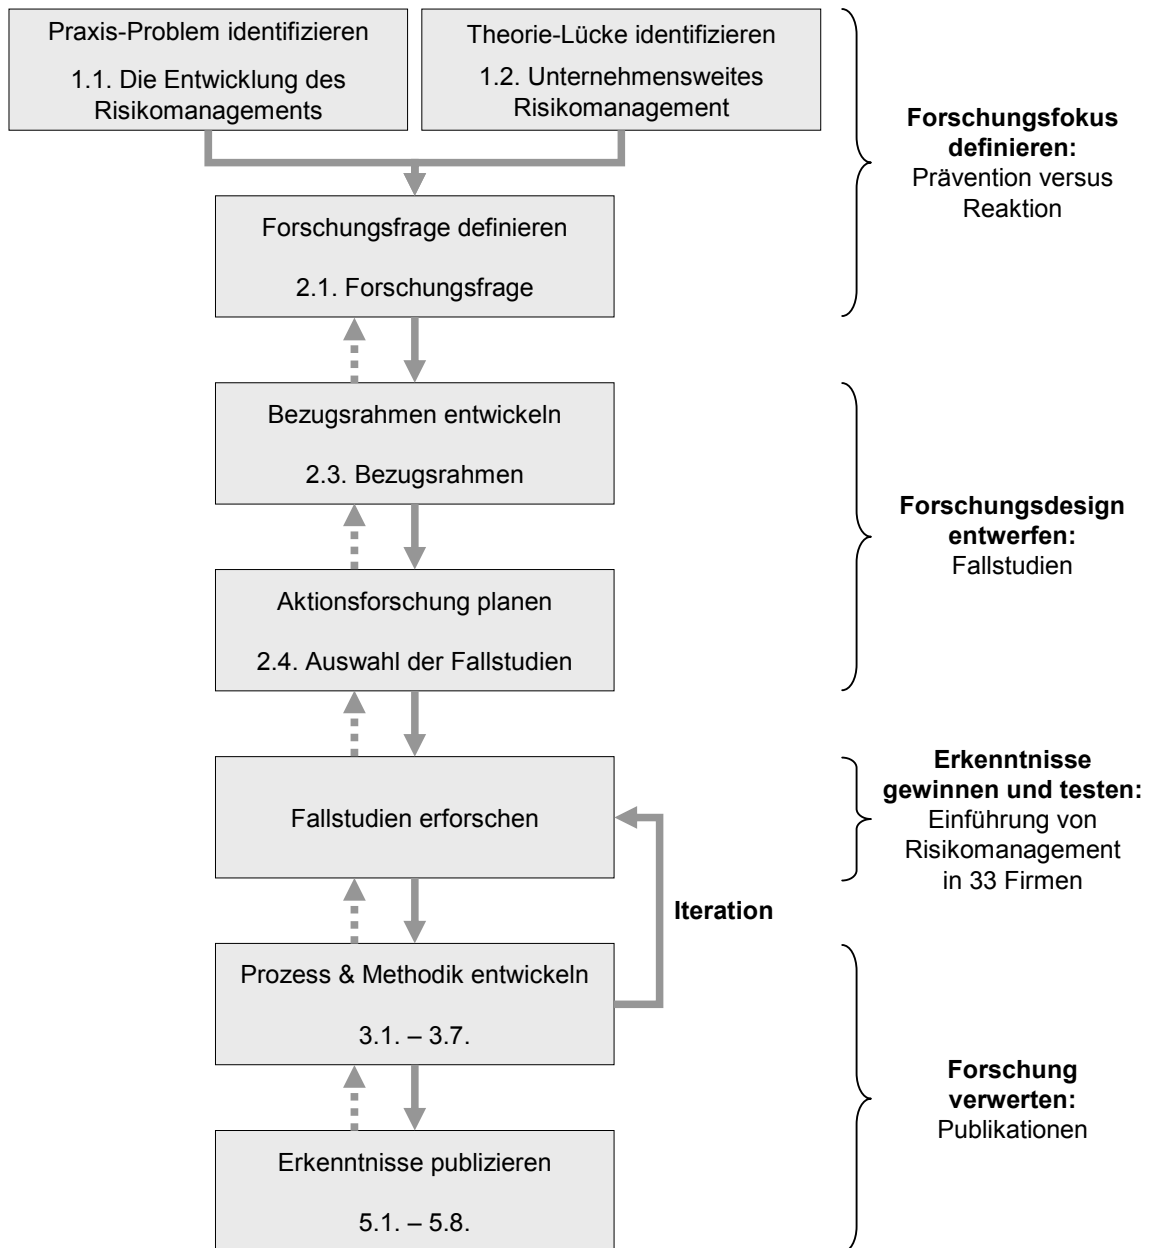 Praxis-Problem identifizieren
1.1. Die Entwicklung des
Risikomanagements
Theorie-Lücke identifizieren
1.2. Unternehmensweites
Risikomanagement
Forschungsfokus
definieren:
Prävention versus
Reaktion
Forschungsfrage definieren
2.1. Forschungsfrage
Bezugsrahmen entwickeln
2.3. Bezugsrahmen
Forschungsdesign
entwerfen:
Fallstudien
Aktionsforschung planen
2.4. Auswahl der Fallstudien
Fallstudien erforschen
Erkenntnisse
gewinnen und testen:
Einführung von
Risikomanagement
in 33 Firmen
Iteration
Prozess & Methodik entwickeln
3.1. – 3.7.
Forschung
verwerten:
Publikationen
Erkenntnisse publizieren
5.1. – 5.8.